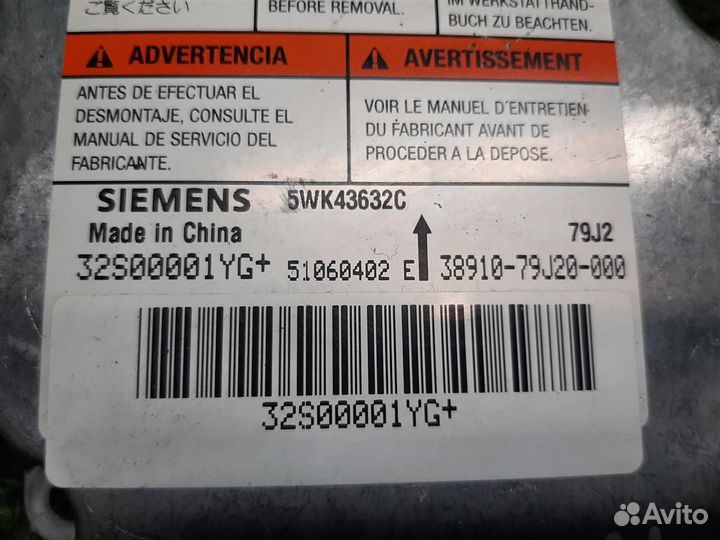 ご覧ください
BEFORE REMOVAL.
IM WERKSTATTHAND-
BUCH ZU BEACHTEN.
ADVERTENCIA
AVERTISSEMENT
ANTES DE EFECTUAR EL
DESMONTAJE, CONSULTE EL
MANUAL DE SERVICIO DEL
FABRICANTE.
VOIR LE MANUEL D'ENTRETIEN
DU FABRICANT AVANT DE
PROCEDER A LA DEPOSE.
SIEMENS 5WK43632C
Made in China 79J2
32S00001YG+ 51060402 E 38910-79J20-000
32S00001YG+
Avito